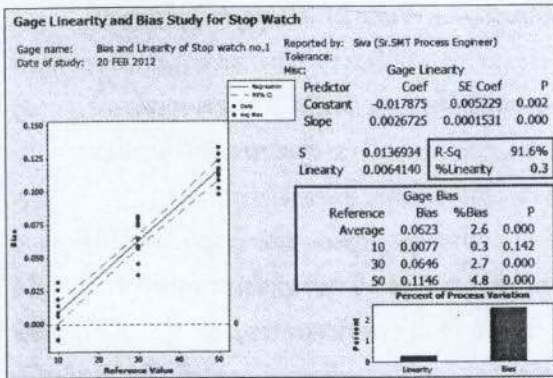 Gage Linearity and Bias Study for Stop Watch
Gage name: Bias and Linearity of Stop watch no.1
Date of study: 20 FEB 2012
Reported by: Siva (Sr.SMT Process Engineer)
Tolerance:
Misc:
Regression
95% CI
Data
Avg Bias
0.150
0.125
0.100
0.075
0.050
0.025
0.000
0
Bias
10 20 30 40 50
Reference Value
Gage Linearity
Predictor Coef SE Coef P
Constant -0.017875 0.005229 0.002
Slope 0.0026725 0.0001531 0.000
S 0.0136934 R-Sq 91.6%
Linearity 0.0064140 %Linearity 0.3
Gage Bias
Reference Bias %Bias P
Average 0.0623 2.6 0.000
10 0.0077 0.3 0.142
30 0.0646 2.7 0.000
50 0.1146 4.8 0.000
Percent of Process Variation
Percent
2
1
0
Linearity Bias